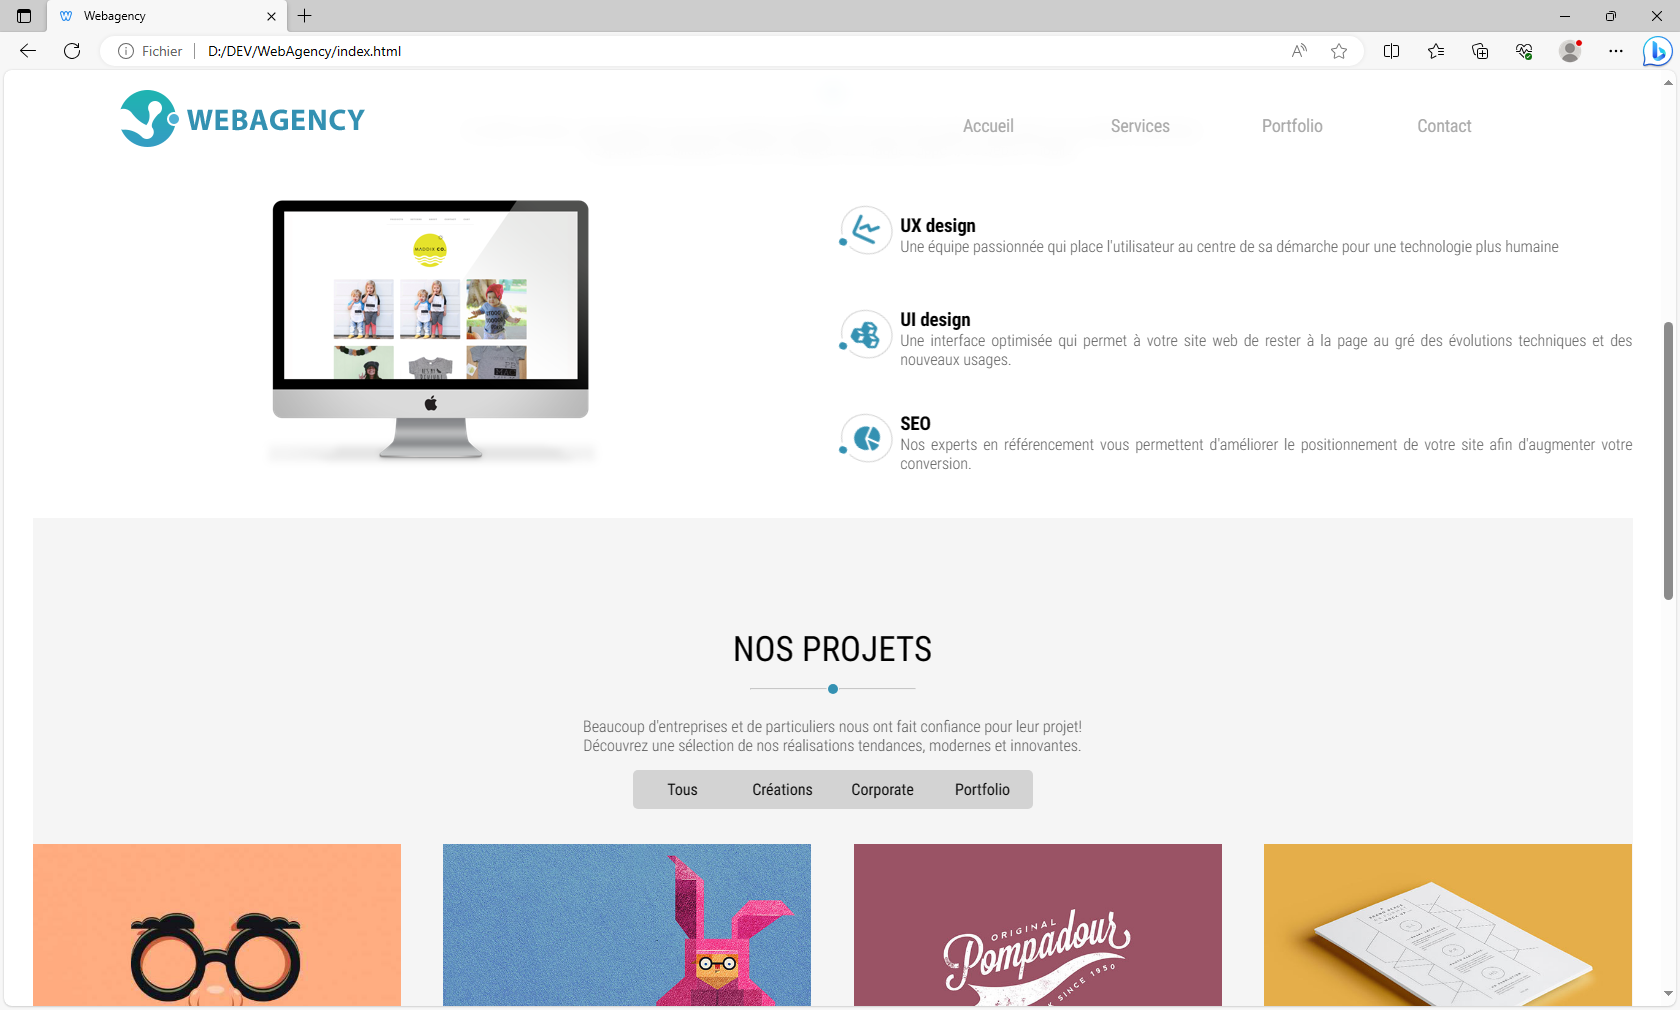 Webagency
Fichier
D:/DEV/WebAgency/index.html
WEBAGENCY
Accueil
Services
Portfolio
Contact
MADDIX CO.
UX design
Une équipe passionnée qui place l'utilisateur au centre de sa démarche pour une technologie plus humaine
UI design
Une interface optimisée qui permet à votre site web de rester à la page au gré des évolutions techniques et des
nouveaux usages.
SEO
Nos experts en référencement vous permettent d'améliorer le positionnement de votre site afin d'augmenter votre
conversion.
NOS PROJETS
Beaucoup d'entreprises et de particuliers nous ont fait confiance pour leur projet!
Découvrez une sélection de nos réalisations tendances, modernes et innovantes.
Tous
Créations
Corporate
Portfolio
ORIGINAL
Pompadour
SINCE 1950